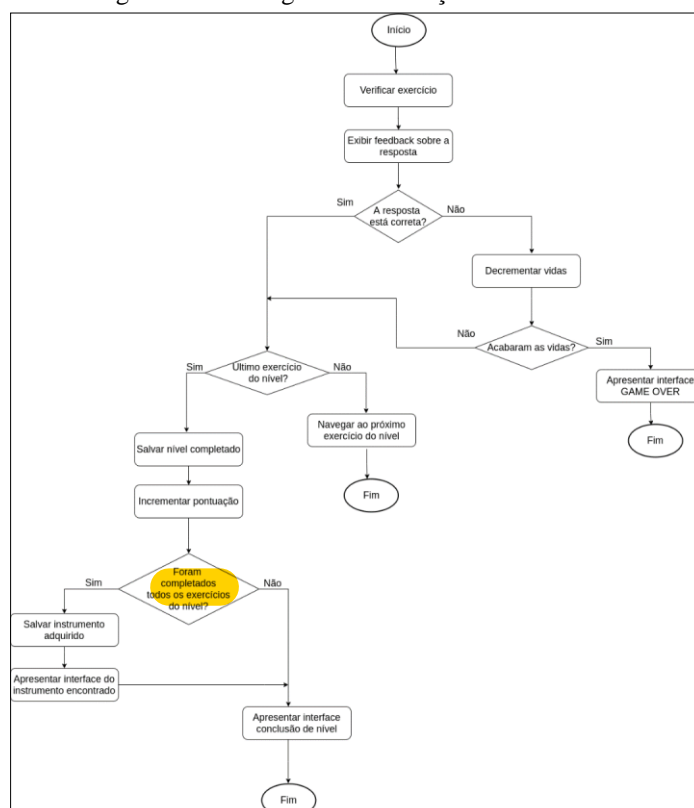 Início
Verificar exercício
Exibir feedback sobre a
resposta
Sim
A resposta
está correta?
Não
Decrementar vidas
Não
Acabaram as vidas?
Sim
Apresentar interface
GAME OVER
Fim
Sim
Último exercício
do nível?
Não
Navegar ao próximo
exercício do nível
Fim
Salvar nível completado
Incrementar pontuação
Sim
Foram
completados
todos os exercícios
do nível?
Não
Salvar instrumento
adquirido
Apresentar interface do
instrumento encontrado
Apresentar interface
conclusão de nível
Fim